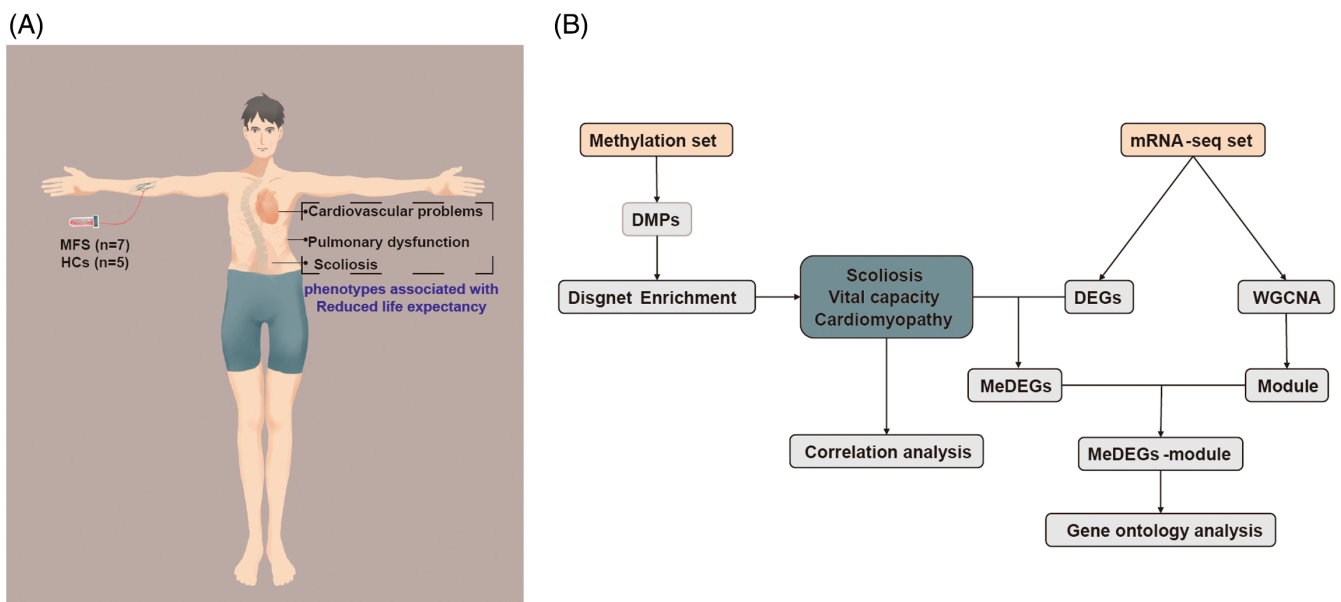 (A)
MFS (n=7)
HCs (n=5)
•Cardiovascular problems
•Pulmonary dysfunction
• Scoliosis
phenotypes associated with
Reduced life expectancy
(B)
Methylation set
mRNA-seq set
DMPs
Disgnet Enrichment
Scoliosis
Vital capacity
Cardiomyopathy
DEGs
WGCNA
MeDEGs
Module
Correlation analysis
MeDEGs-module
Gene ontology analysis